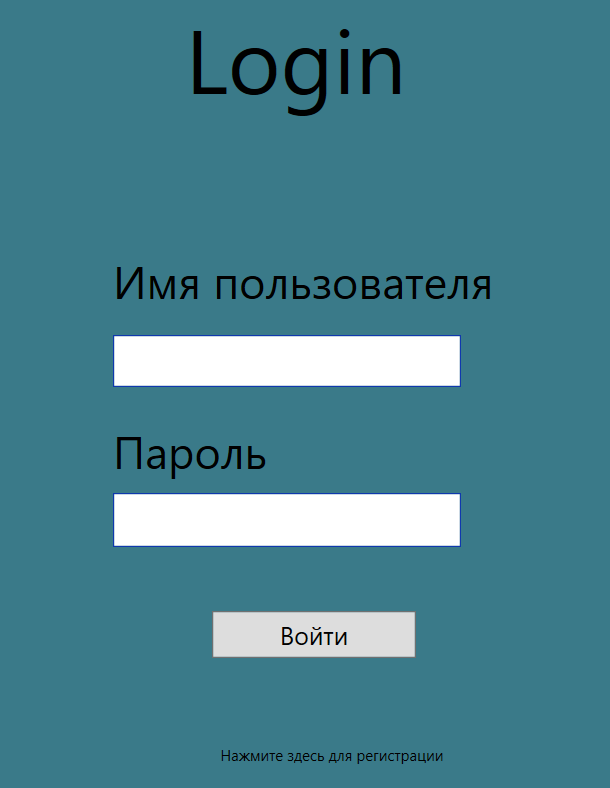 Login
Имя пользователя
Пароль
Войти
Нажмите здесь для регистрации